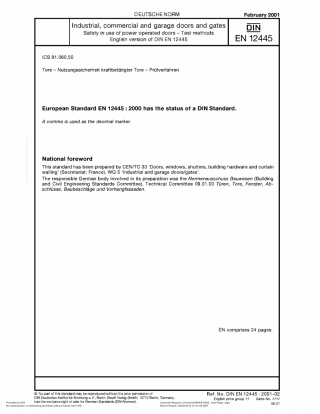 DEUTSCHE NORM
February 2001
Industrial, commercial and garage doors and gates
Safety in use of power operated doors – Test methods
English version of DIN EN 12445
DIN
EN 12445
ICS 91.060.50
Tore – Nutzungssicherheit kraftbetätigter Tore – Prüfverfahren
European Standard EN 12445 : 2000 has the status of a DIN Standard.
A comma is used as the decimal marker.
National foreword
This standard has been prepared by CEN/TC 33 'Doors, windows, shutters, building hardware and curtain
walling' (Secretariat: France), WG 5 'Industrial and garage doors/gates'.
The responsible German body involved in its preparation was the Normenausschuss Bauwesen (Building
and Civil Engineering Standards Committee), Technical Committee 09.01.00 Türen, Tore, Fenster, Ab-
schlüsse, Baubeschläge und Vorhangfassaden.
EN comprises 24 pages.
© No part of this standard may be reproduced without the prior permission of
DIN Deutsches Institut für Normung e.V., Berlin. Beuth Verlag GmbH, 10772 Berlin, Germany,
has the exclusive right of sale for German Standards (DIN-Normen).
Ref. No. DIN EN 12445 : 2001-02
English price group 11 Sales No. 1111